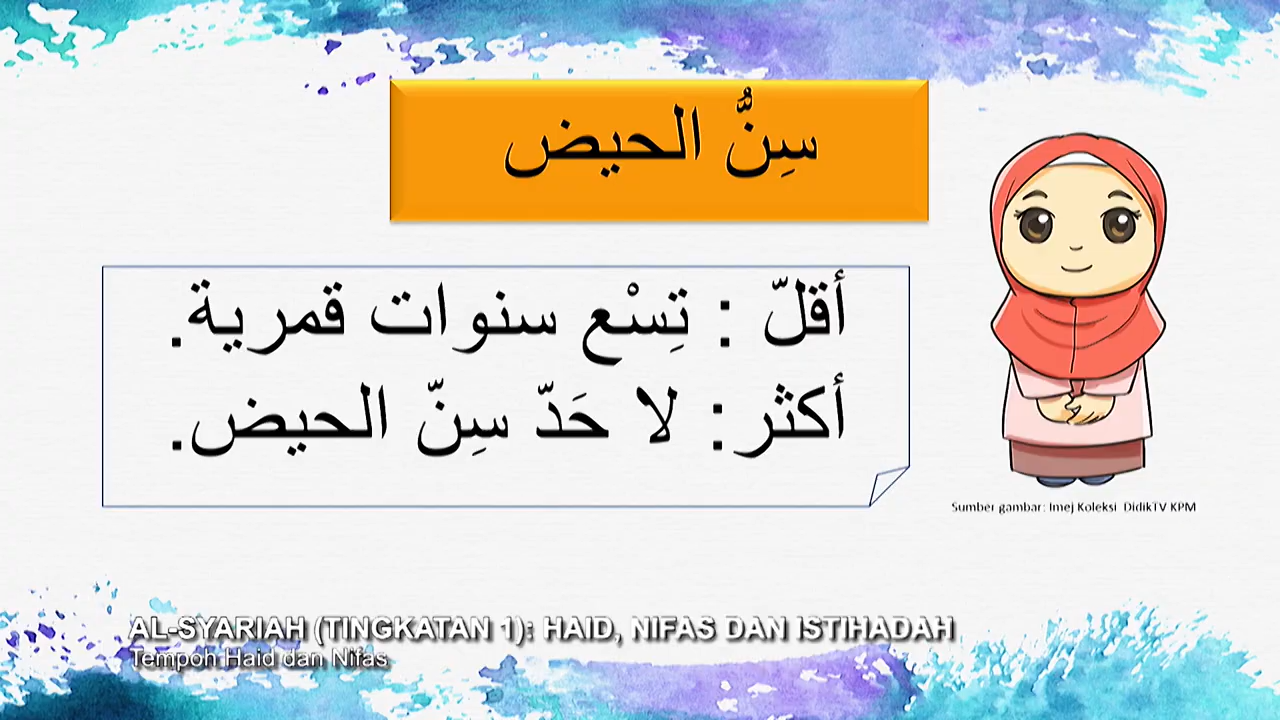 سِنُّ الحيض
أقلّ : تِسْع سنوات قمرية.
أكثر: لا حَدّ سِنّ الحيض.
Sumber gambar: Imej Koleksi DidikTV KPM
AL-SYARIAH (TINGKATAN 1): HAID, NIFAS DAN ISTIHADAH
Tempoh Haid dan Nifas